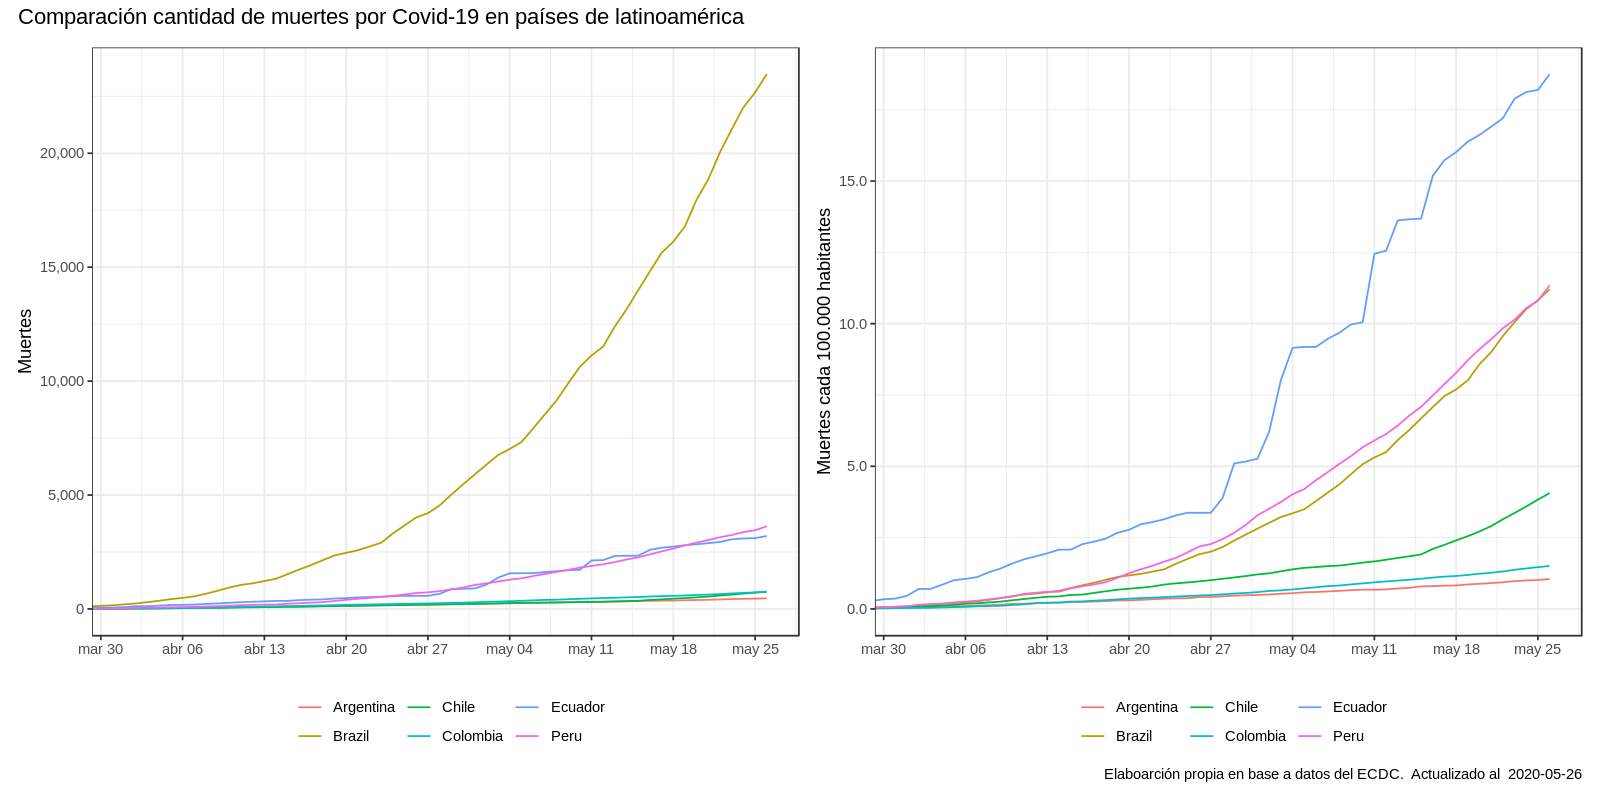 Comparación cantidad de muertes por Covid-19 en países de latinoamérica
Muertes
20,000
15,000
10,000
5,000
0
mar 30 abr 06 abr 13 abr 20 abr 27 may 04 may 11 may 18 may 25
Argentina Chile Ecuador
Brazil Colombia Peru
Muertes cada 100.000 habitantes
15.0
10.0
5.0
0.0
mar 30 abr 06 abr 13 abr 20 abr 27 may 04 may 11 may 18 may 25
Argentina Chile Ecuador
Brazil Colombia Peru
Elaboarción propia en base a datos del ECDC. Actualizado al 2020-05-26